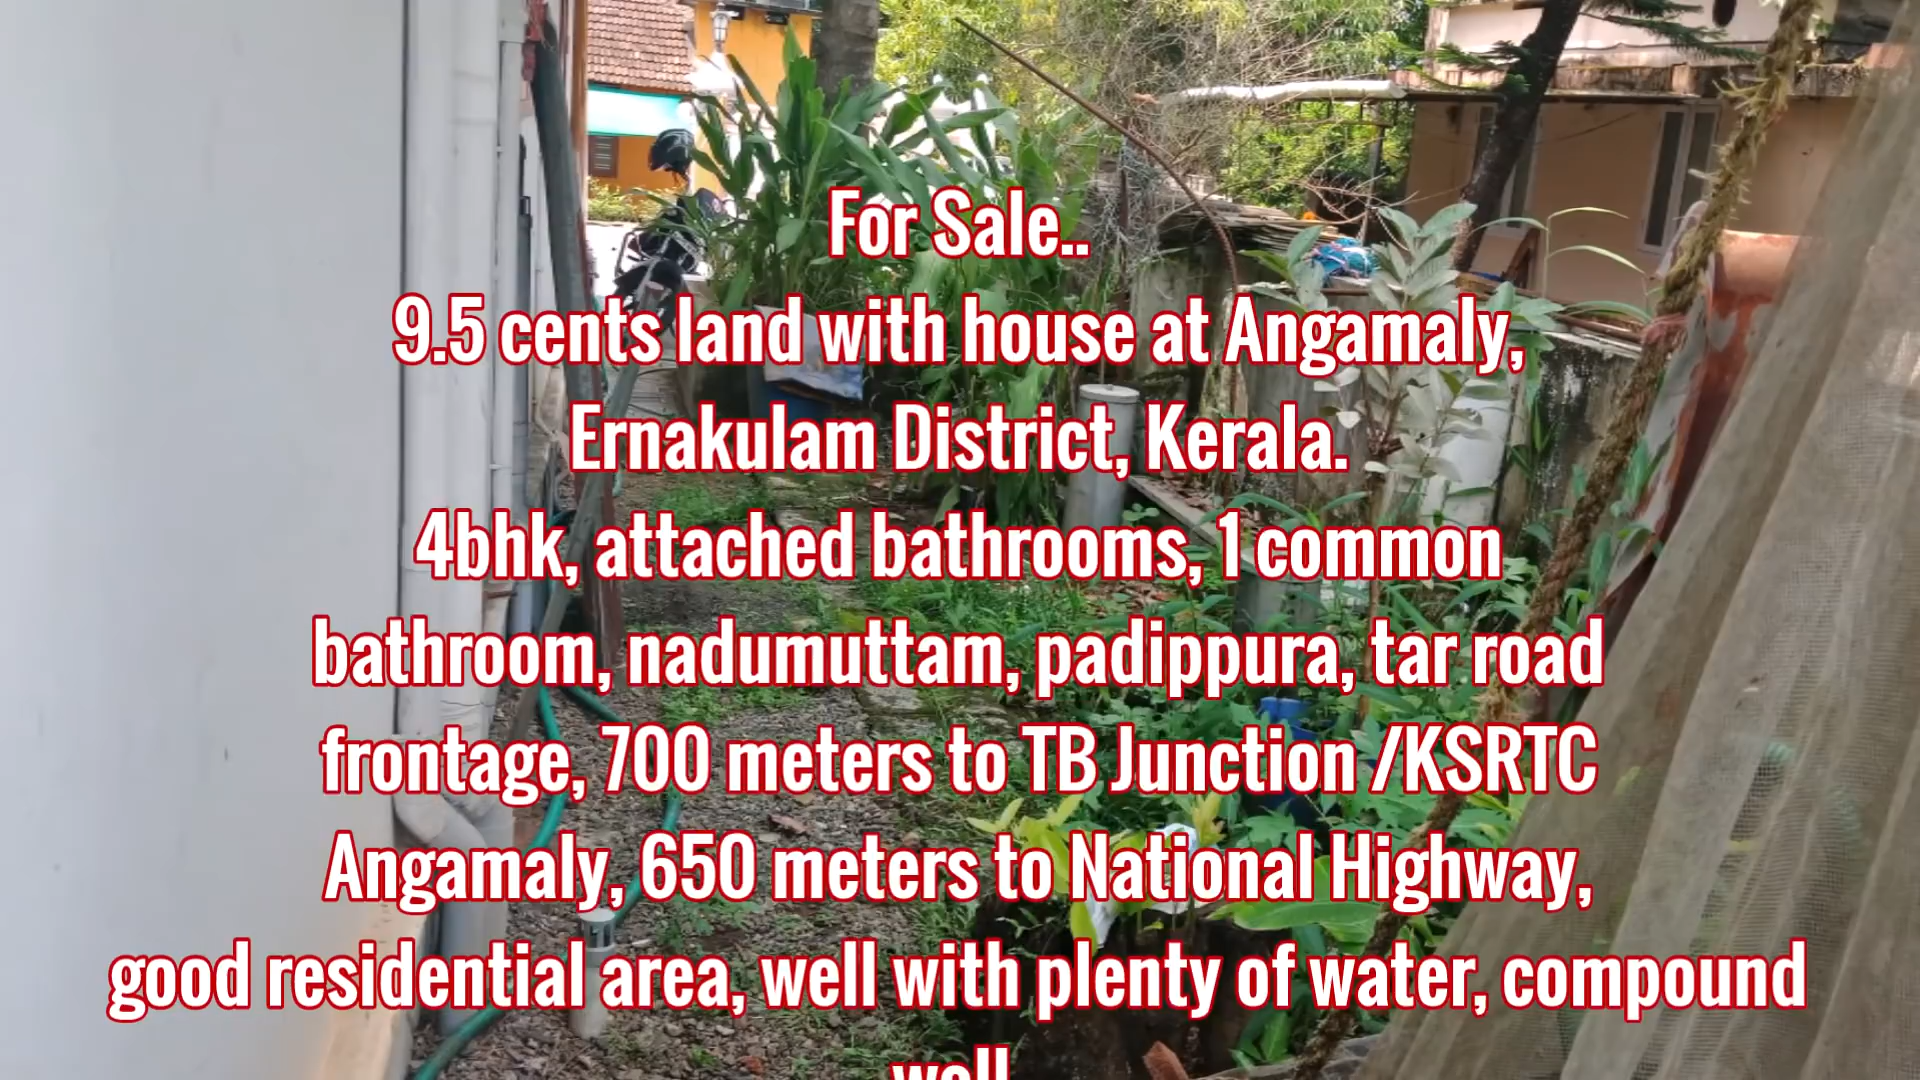 For Sale..
9.5 cents land with house at Angamaly,
Ernakulam District, Kerala.
4bhk, attached bathrooms, 1 common
bathroom, nadumuttam, padippura, tar road
frontage, 700 meters to TB Junction /KSRTC
Angamaly, 650 meters to National Highway,
good residential area, well with plenty of water, compound